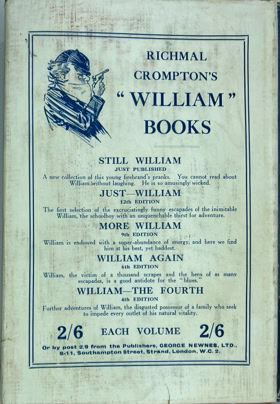 RICHMAL
CROMPTON'S
"WILLIAM"
BOOKS
STILL WILLIAM
JUST PUBLISHED
A new collection of this young firebrand's pranks. You cannot read about
William without laughing. He is so amusingly wicked.
JUST—WILLIAM
12th EDITION
The first selection of the excruciatingly funny escapades of the inimitable
William, the schoolboy with an unquenchable thirst for adventure.
MORE WILLIAM
9th EDITION
William is endowed with a super-abundance of energy, and here we find
him at his best, yet baddest.
WILLIAM AGAIN
6th EDITION
William, the victim of a thousand scrapes and the hero of as many
escapades, is a good antidote for the "blues."
WILLIAM—THE FOURTH
6th EDITION
Further adventures of William, the disgusted possessor of a family who seek
to impede every outlet of his natural vitality.
2/6 EACH VOLUME 2/6
Or by post 2/9 from the Publishers, GEORGE NEWNES, LTD.,
8-11, Southampton Street, Strand, London, W.C. 2.